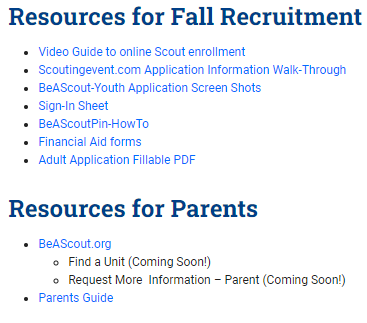 Resources for Fall Recruitment
Video Guide to online Scout enrollment
Scoutingevent.com Application Information Walk-Through
BeAScout-Youth Application Screen Shots
Sign-In Sheet
BeAScoutPin-HowTo
Financial Aid forms
Adult Application Fillable PDF
Resources for Parents
BeAScout.org
Find a Unit (Coming Soon!)
Request More  Information – Parent (Coming Soon!)
Parents Guide